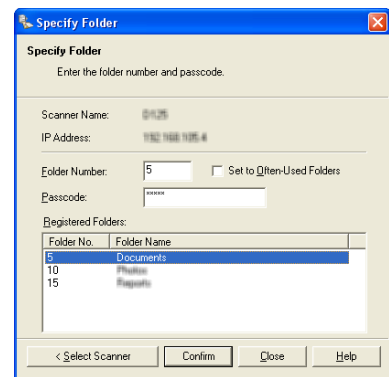 Specify Folder
Specify Folder
Enter the folder number and passcode.
Scanner Name:
IP Address:
Folder Number: 5 Set to Often-Used Folders
Passcode: *****
Registered Folders:
Folder No. Folder Name
5 Documents
10
15
< Select Scanner Confirm Close Help